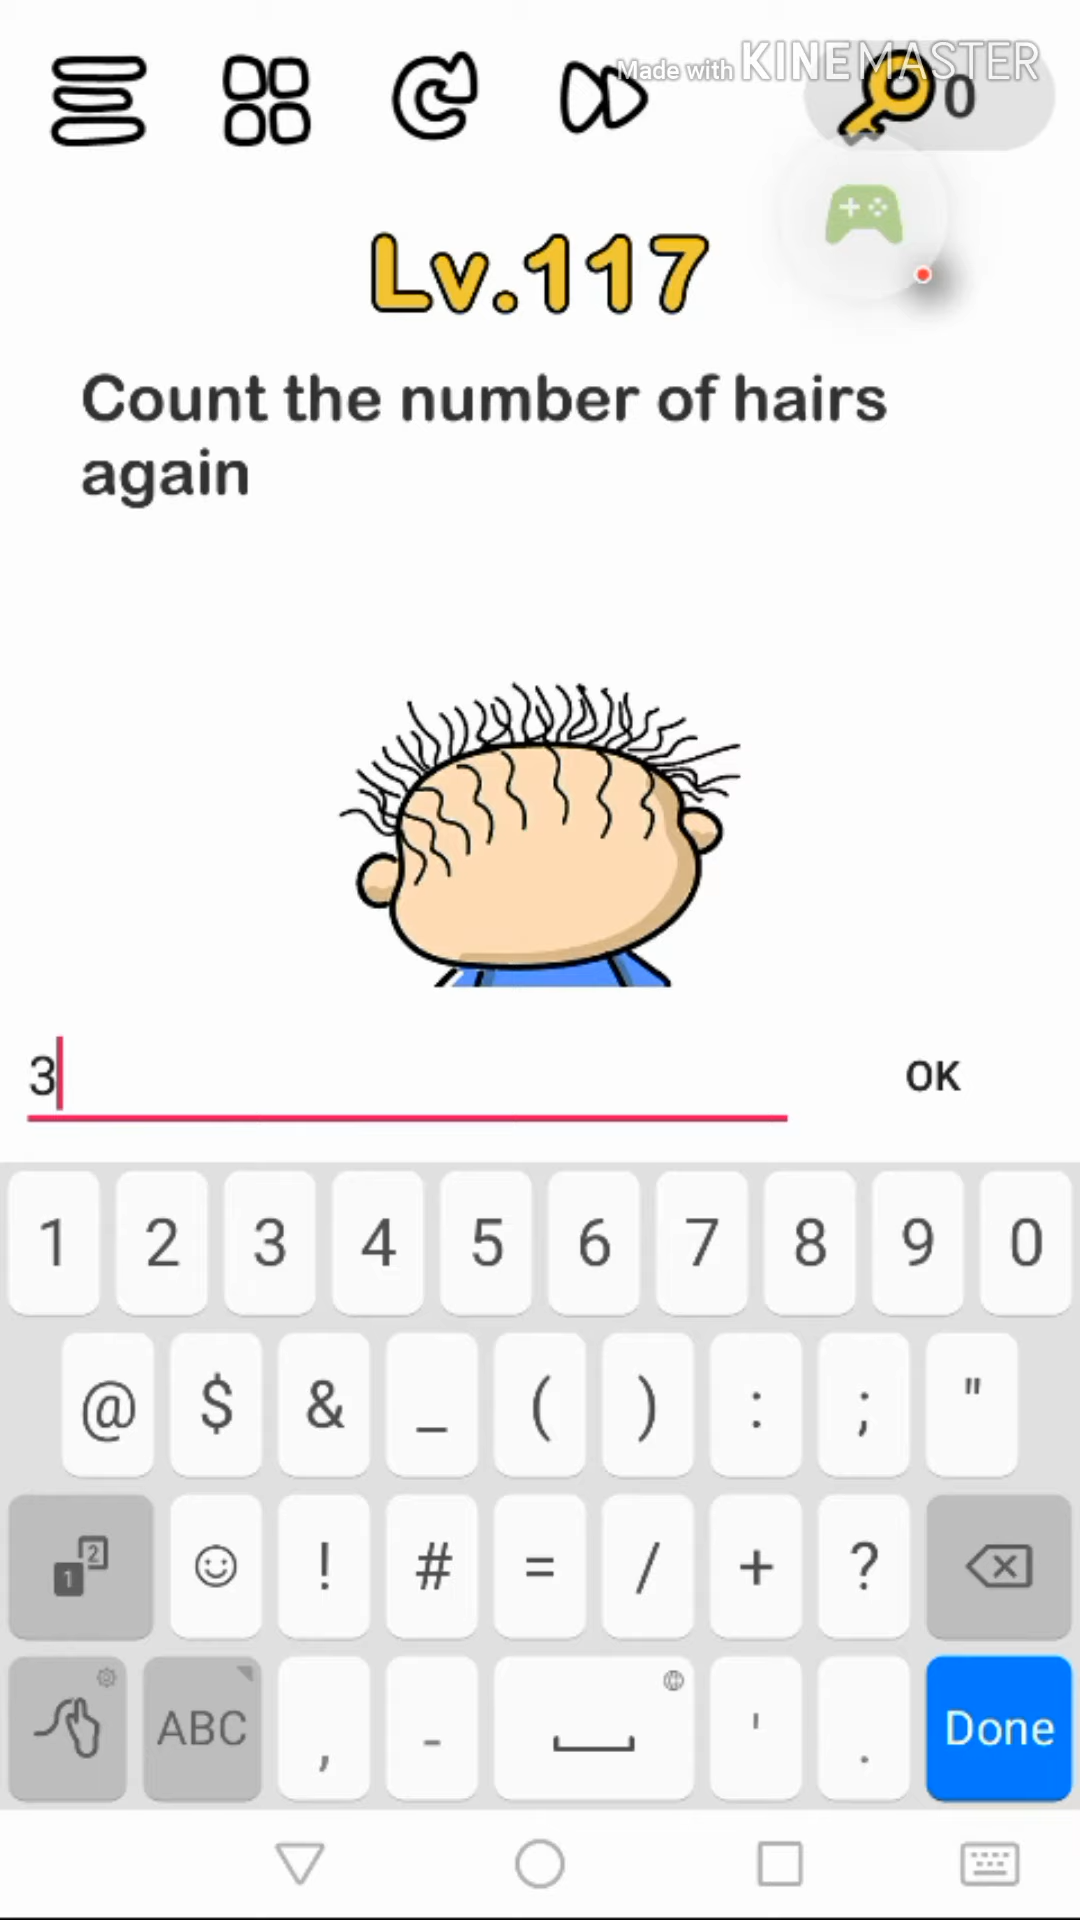 Made with KINEMASTER
0
Lv.117
Count the number of hairs
again
3
OK
1 2 3 4 5 6 7 8 9 0
@ $ & _ ( ) : ; "
1 2 ! # = / + ?
ABC , - ' . Done